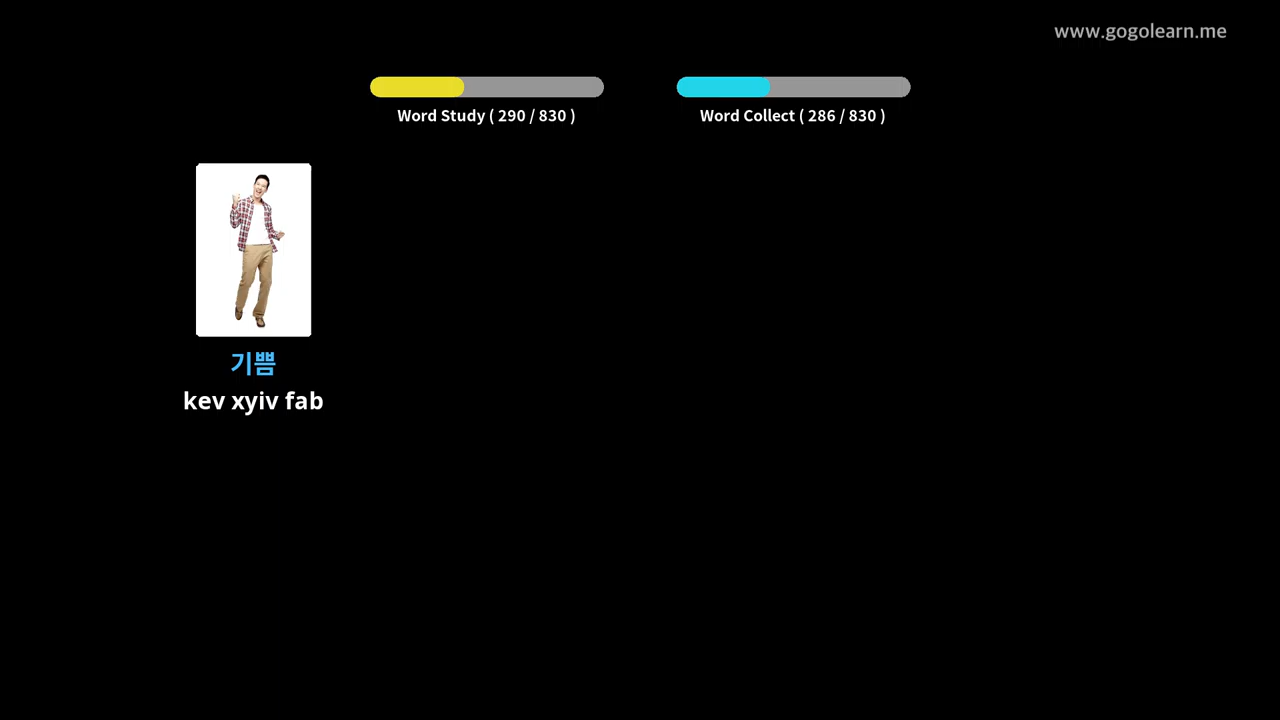 www.gogolearn.me
Word Study ( 290 / 830 )
Word Collect ( 286 / 830 )
기쁨
kev xyiv fab